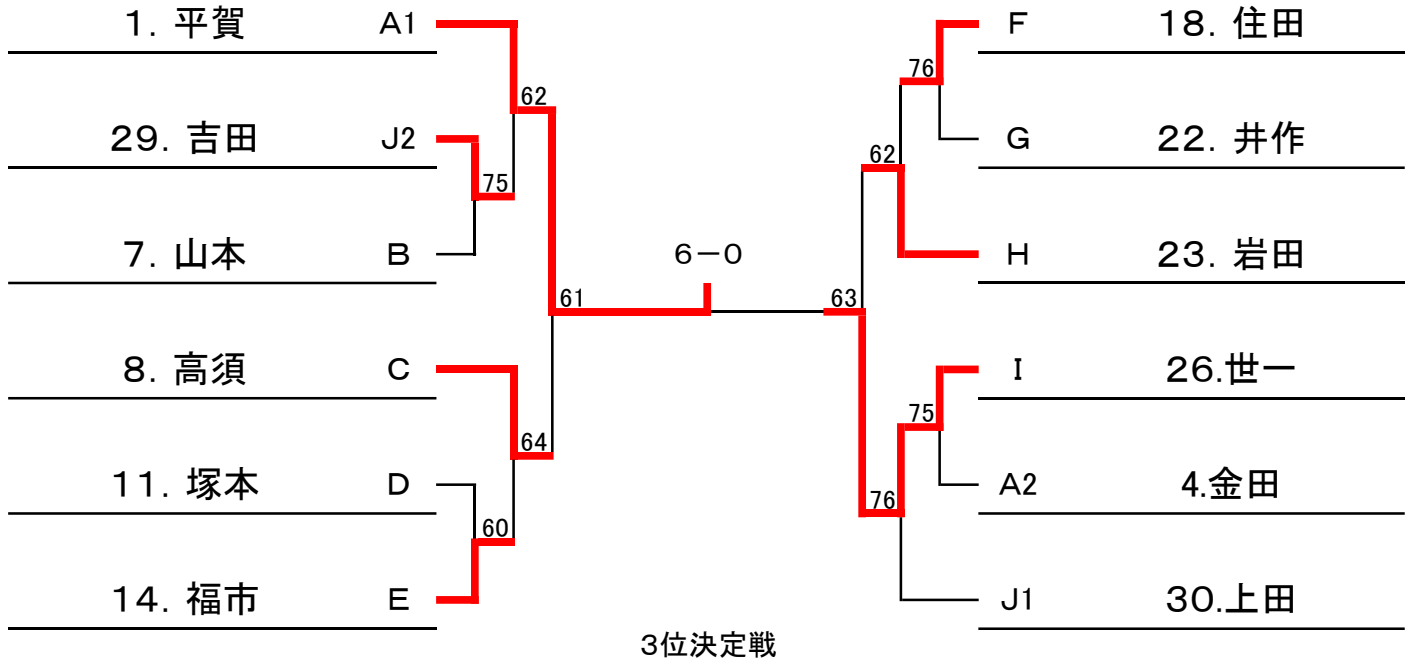 1. 平賀 A1
62
29. 吉田 J2
75
7. 山本 B
61
8. 高須 C
64
11. 塚本 D
60
14. 福市 E
6－0
F 18. 住田
76
G 22. 井作
62
H 23. 岩田
63
I 26.世一
75
A2 4.金田
76
J1 30.上田
3位決定戦